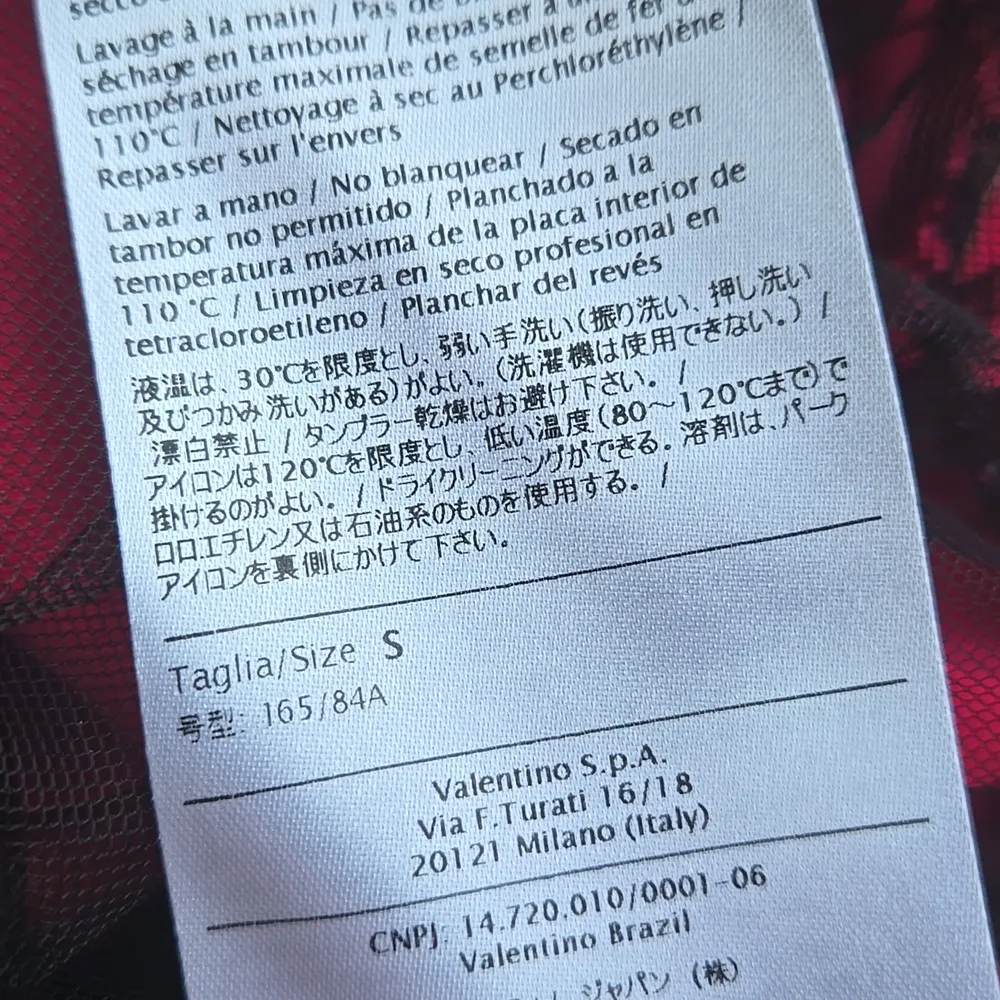 secco
Lavage à la main / Pas de
séchage en tambour / Repasser à
température maximale de semelle de fer
110°C / Nettoyage à sec au Perchloréthylène /
Repasser sur l'envers
Lavar a mano / No blanquear / Secado en
tambor no permitido / Planchado a la
temperatura máxima de la placa interior de
110 °C / Limpieza en seco profesional en
tetracloroetileno / Planchar del revés
液温は、30℃を限度とし、弱い手洗い(振り洗い、押し洗い
及びつかみ洗いがある)がよい。(洗濯機は使用できない。) /
漂白禁止 / タンブラー乾燥はお避け下さい。 /
アイロンは120℃を限度とし、低い温度(80〜120℃まで)で
掛けるのがよい。 / ドライクリーニングができる。溶剤は、パーク
ロロエチレン又は石油系のものを使用する。 /
アイロンを裏側にかけて下さい。
Taglia/Size S
号型: 165/84A
Valentino S.p.A.
Via F.Turati 16/18
20121 Milano (Italy)
CNPJ: 14.720.010/0001-06
Valentino Brazil
ジャパン (株)